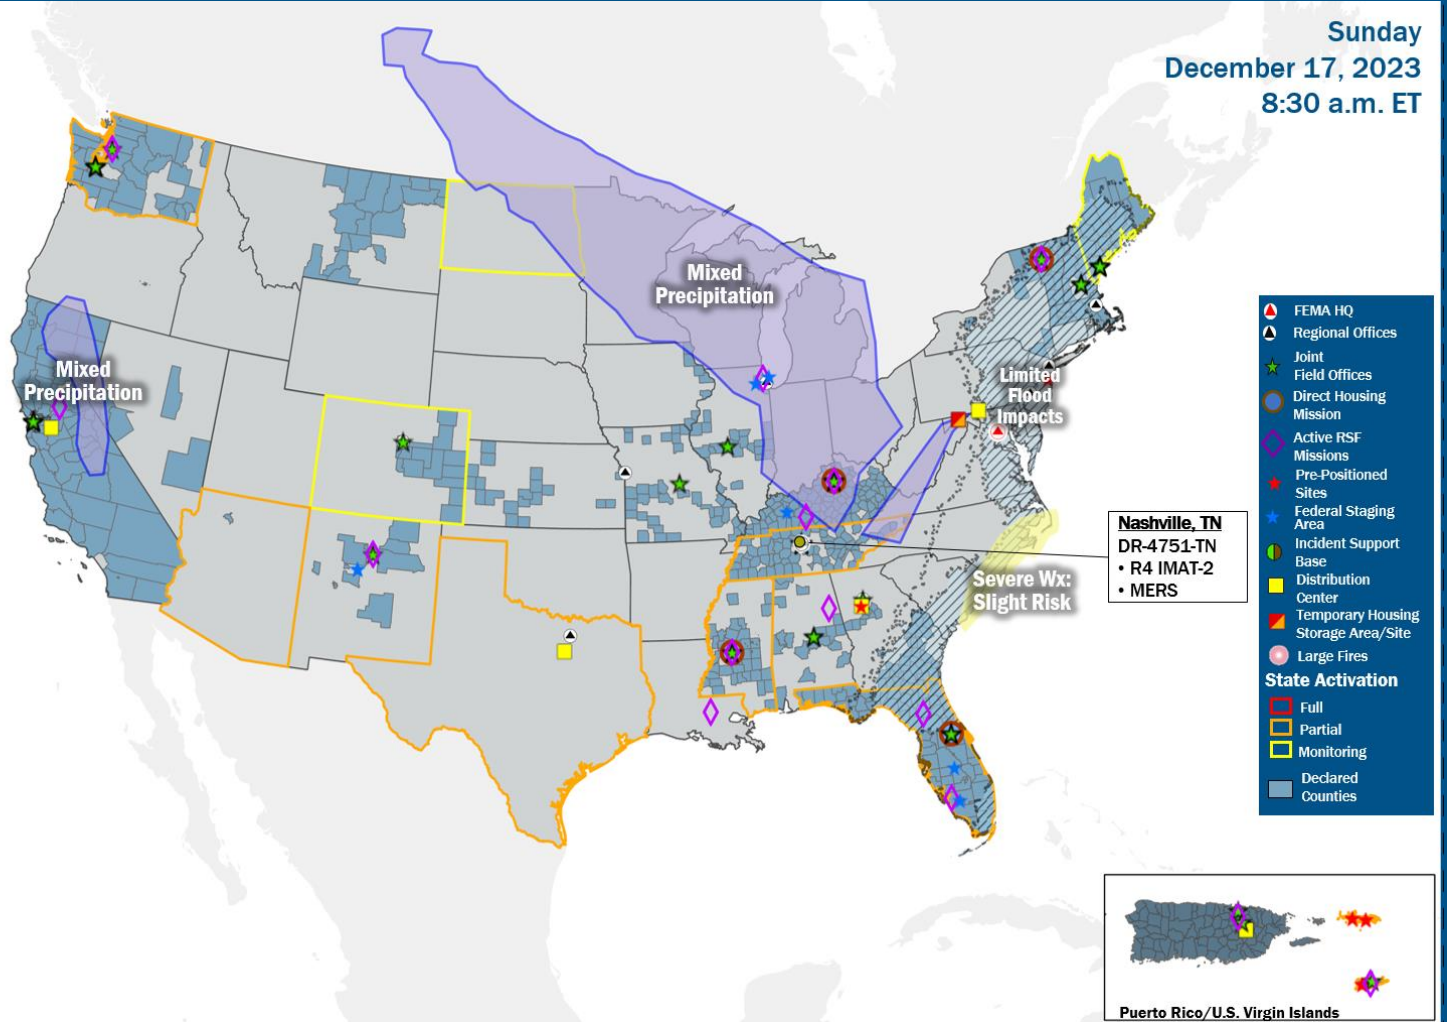 Sunday
December 17, 2023
8:30 a.m. ET
Mixed
Precipitation
Mixed
Precipitation
Limited
Flood
Impacts
Severe Wx:
Slight Risk
Nashville, TN
DR-4751-TN
• R4 IMAT-2
• MERS
FEMA HQ
Regional Offices
Joint
Field Offices
Direct Housing
Mission
Active RSF
Missions
Pre-Positioned
Sites
Federal Staging
Area
Incident Support
Base
Distribution
Center
Temporary Housing
Storage Area/Site
Large Fires
State Activation
Full
Partial
Monitoring
Declared
Counties
Puerto Rico/U.S. Virgin Islands